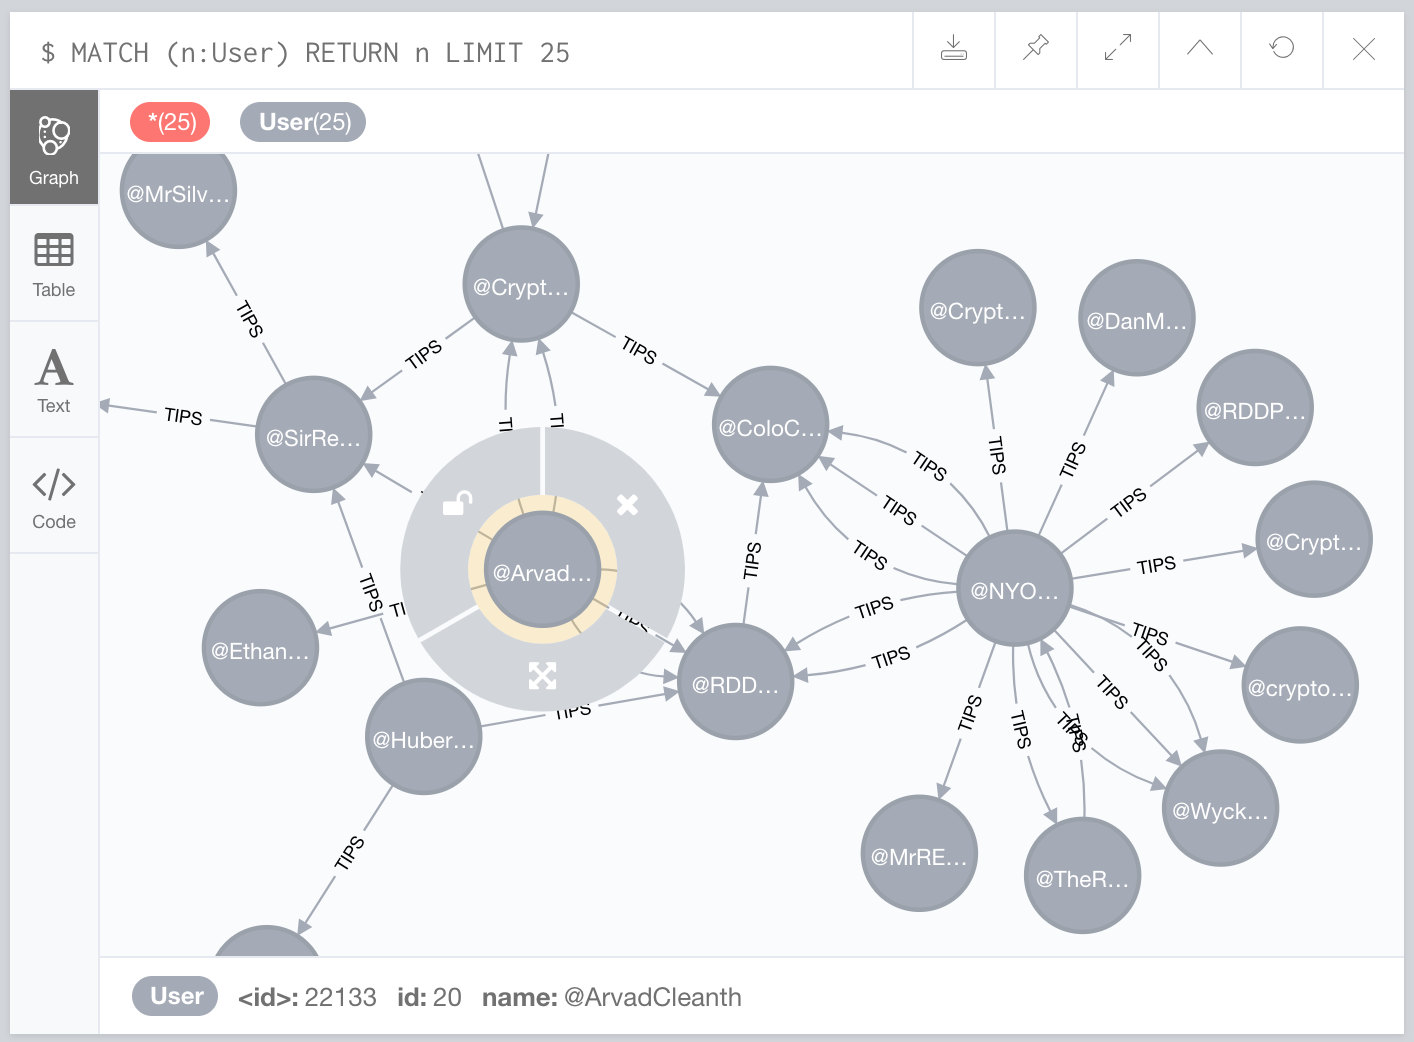 $ MATCH (n:User) RETURN n LIMIT 25
*(25) User(25)
Graph
Table
Text
Code
@MrSilv...
@Crypt...
@Crypt...
@DanM...
TIPS
TIPS
TIPS
@RDDP...
TIPS
@SirRe...
TI
TI
@ColoC...
TIPS
TIPS
TIPS
TIPS
TIPS
@Crypt...
TIPS
TIPS
TIPS
@Arvad...
@NYO...
TIPS
TI
TIPS
TIPS
TIPS
TIPS
@Ethan...
TIPS
@RDD...
@crypto...
TIPS
TIPS
TIPS
TIPS
TIPS
TIPS
@Huber...
@Wyck...
TIPS
@MrRE...
@TheR...
User <id>: 22133 id: 20 name: @ArvadCleanth